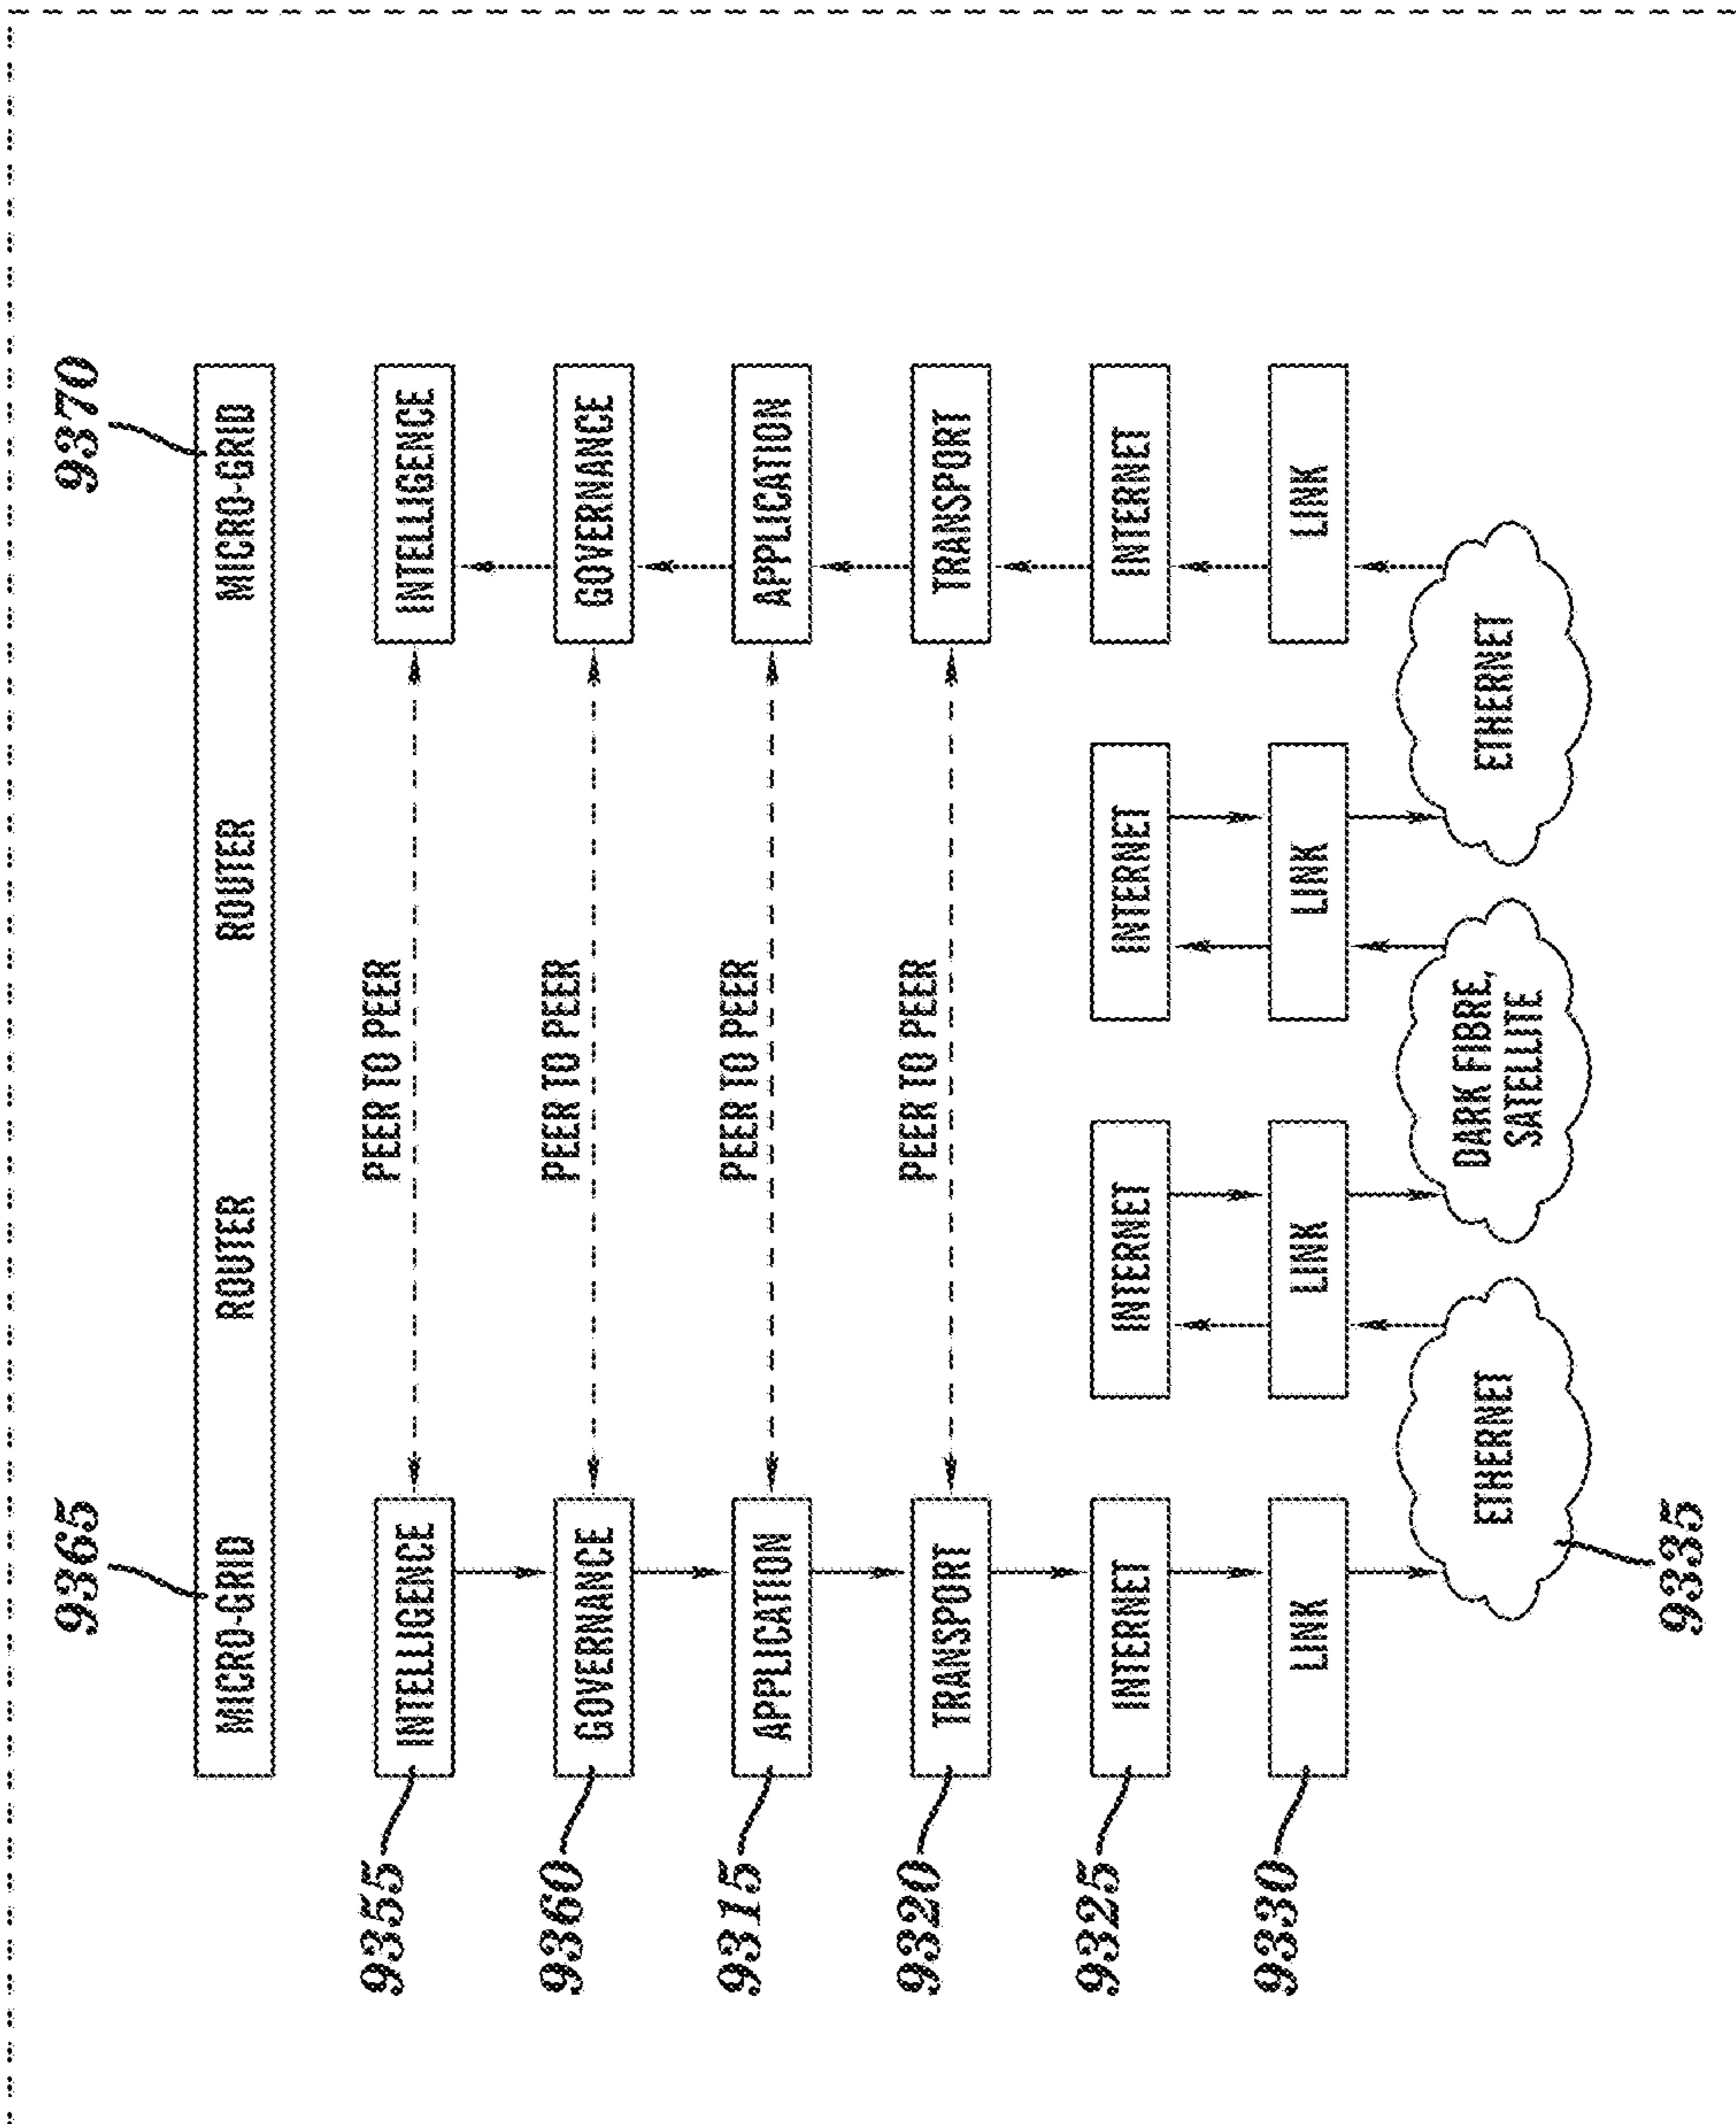 9365
9370
MICRO-GRID
ROUTER
ROUTER
MICRO-GRID
9355
INTELLIGENCE
PEER TO PEER
INTELLIGENCE
9360
GOVERNANCE
PEER TO PEER
GOVERNANCE
9315
APPLICATION
PEER TO PEER
APPLICATION
9320
TRANSPORT
PEER TO PEER
TRANSPORT
9325
INTERNET
INTERNET
INTERNET
INTERNET
9330
LINK
LINK
LINK
LINK
ETHERNET
DARK FIBRE,
SATELLITE
ETHERNET
9335